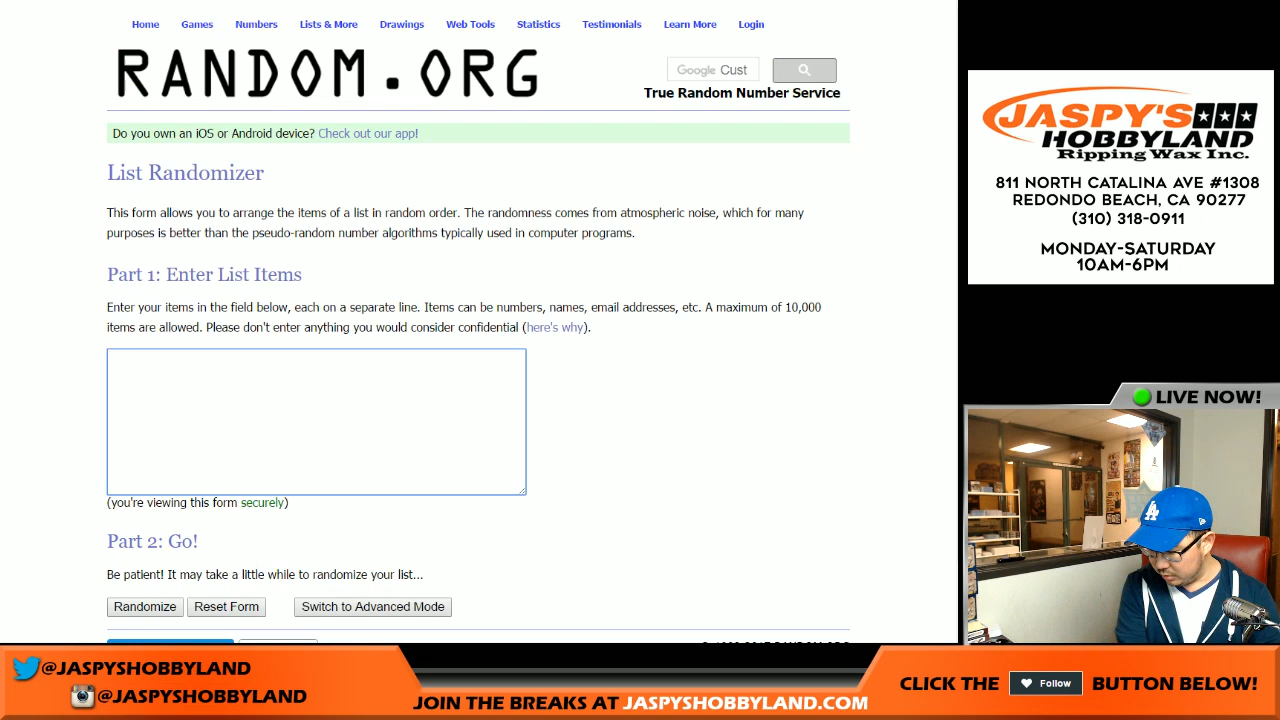 Home Games Numbers Lists & More Drawings Web Tools Statistics Testimonials Learn More Login
RANDOM.ORG
Google Cust
True Random Number Service
Do you own an iOS or Android device? Check out our app!
List Randomizer
This form allows you to arrange the items of a list in random order. The randomness comes from atmospheric noise, which for many
purposes is better than the pseudo-random number algorithms typically used in computer programs.
Part 1: Enter List Items
Enter your items in the field below, each on a separate line. Items can be numbers, names, email addresses, etc. A maximum of 10,000
items are allowed. Please don't enter anything you would consider confidential (here's why).
(you're viewing this form securely)
Part 2: Go!
Be patient! It may take a little while to randomize your list...
Randomize Reset Form Switch to Advanced Mode
JASPY'S
HOBBYLAND
Ripping Wax Inc.
811 NORTH CATALINA AVE #1308
REDONDO BEACH, CA 90277
(310) 318-0911
MONDAY-SATURDAY
10AM-6PM
LIVE NOW!
LA
@JASPYSHOBBYLAND
@JASPYSHOBBYLAND
JOIN THE BREAKS AT JASPYSHOBBYLAND.COM
CLICK THE Follow BUTTON BELOW!